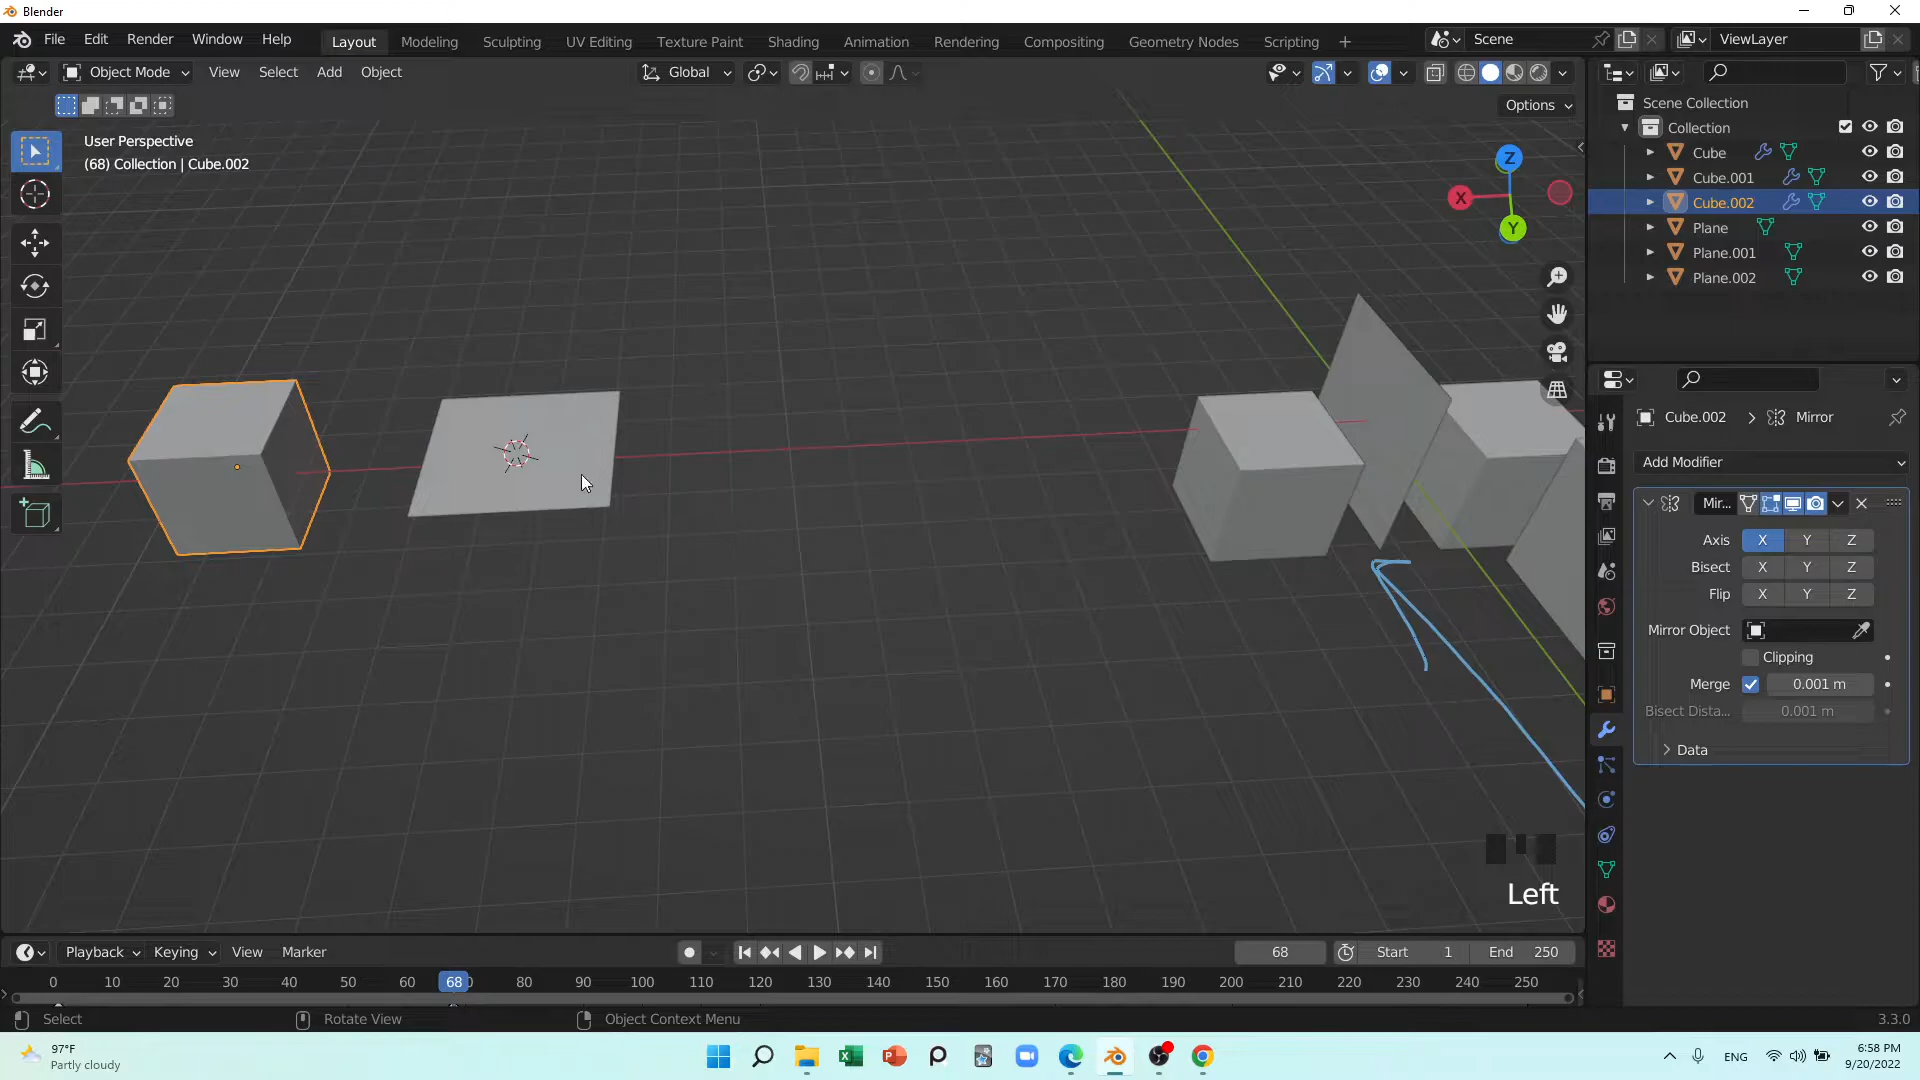 Blender
File Edit Render Window Help
Layout Modeling Sculpting UV Editing Texture Paint Shading Animation Rendering Compositing Geometry Nodes Scripting +
Scene
ViewLayer
Object Mode View Select Add Object
Global
Options
User Perspective
(68) Collection | Cube.002
Z
X
Y
Scene Collection
Collection
Cube
Cube.001
Cube.002
Plane
Plane.001
Plane.002
Cube.002 > Mirror
Add Modifier
Mir...
Axis X Y Z
Bisect X Y Z
Flip X Y Z
Mirror Object
Clipping
Merge 0.001 m
Bisect Dista... 0.001 m
Data
Left
Playback Keying View Marker
68 Start 1 End 250
0 10 20 30 40 50 60 68 80 90 100 110 120 130 140 150 160 170 180 190 200 210 220 230 240 250
Select Rotate View Object Context Menu
3.3.0
97°F
Partly cloudy
ENG
6:58 PM
9/20/2022